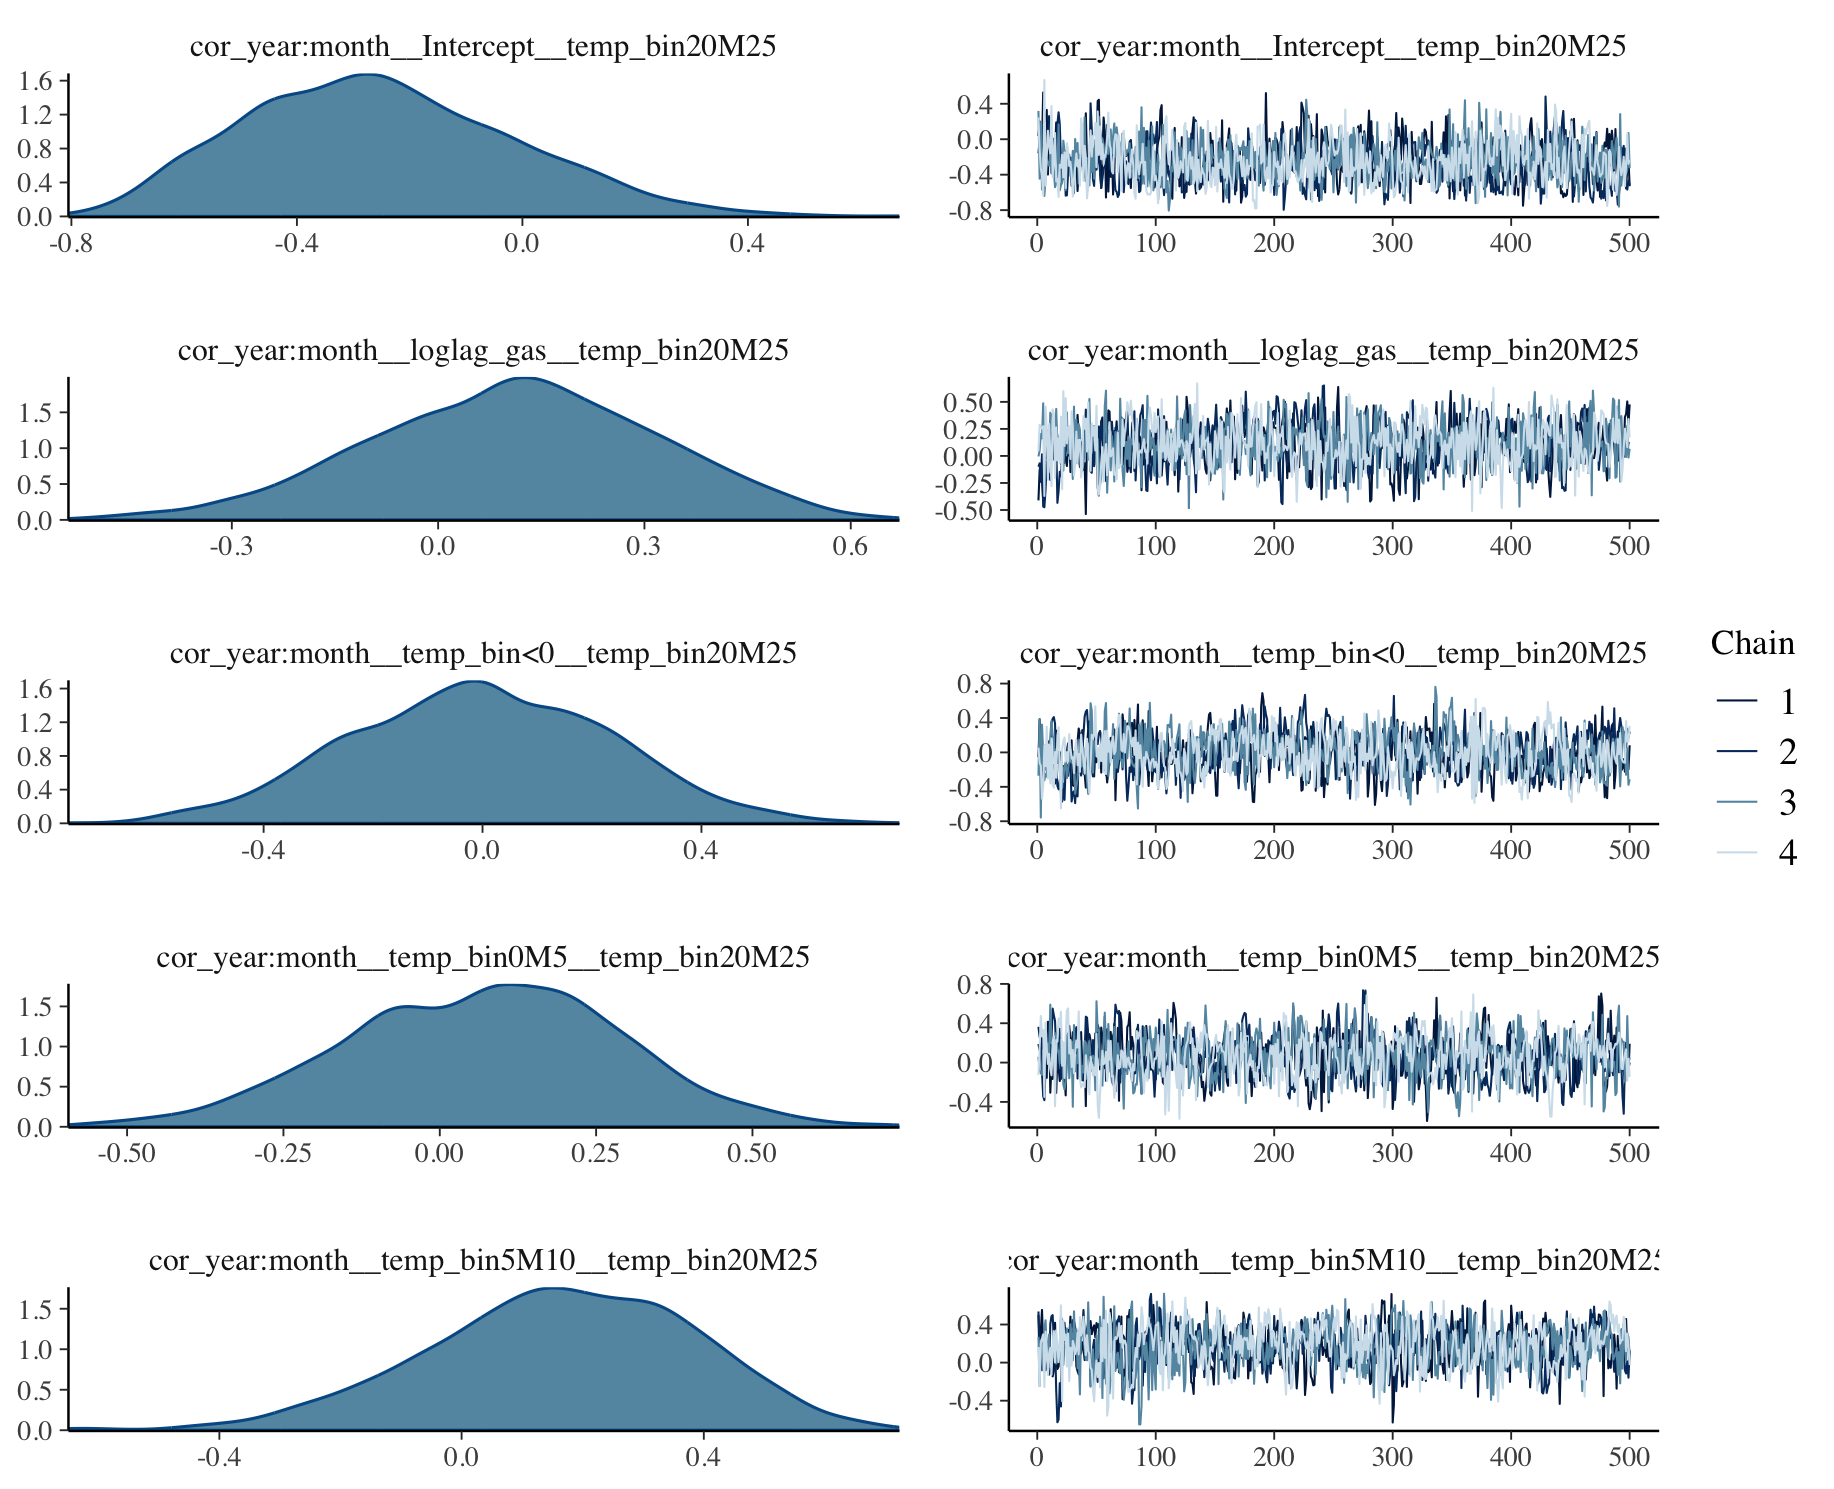 cor_year:month__Intercept__temp_bin20M25
1.6
1.2
0.8
0.4
0.0
-0.8 -0.4 0.0 0.4
cor_year:month__Intercept__temp_bin20M25
0.4
0.0
-0.4
-0.8
0 100 200 300 400 500
cor_year:month__loglag_gas__temp_bin20M25
1.5
1.0
0.5
0.0
-0.3 0.0 0.3 0.6
cor_year:month__loglag_gas__temp_bin20M25
0.50
0.25
0.00
-0.25
-0.50
0 100 200 300 400 500
cor_year:month__temp_bin<0__temp_bin20M25
1.6
1.2
0.8
0.4
0.0
-0.4 0.0 0.4
cor_year:month__temp_bin<0__temp_bin20M25
0.8
0.4
0.0
-0.4
-0.8
0 100 200 300 400 500
cor_year:month__temp_bin0M5__temp_bin20M25
1.5
1.0
0.5
0.0
-0.50 -0.25 0.00 0.25 0.50
cor_year:month__temp_bin0M5__temp_bin20M25
0.8
0.4
0.0
-0.4
0 100 200 300 400 500
cor_year:month__temp_bin5M10__temp_bin20M25
1.5
1.0
0.5
0.0
-0.4 0.0 0.4
cor_year:month__temp_bin5M10__temp_bin20M25
0.4
0.0
-0.4
0 100 200 300 400 500
Chain
1
2
3
4